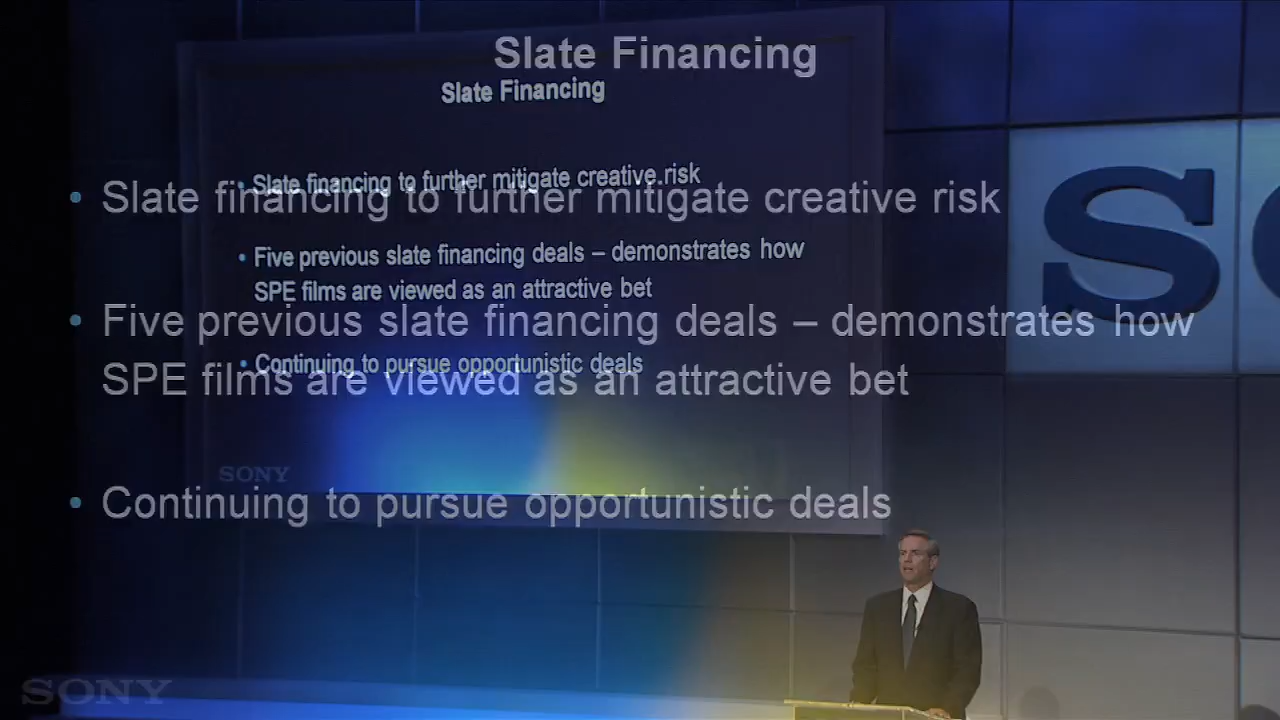 Slate Financing
Slate Financing
• Slate financing to further mitigate creative risk
• Slate financing to further mitigate creative risk
• Five previous slate financing deals – demonstrates how
SPE films are viewed as an attractive bet
• Five previous slate financing deals – demonstrates how
SPE films are viewed as an attractive bet
• Continuing to pursue opportunistic deals
SONY
• Continuing to pursue opportunistic deals
SONY
S